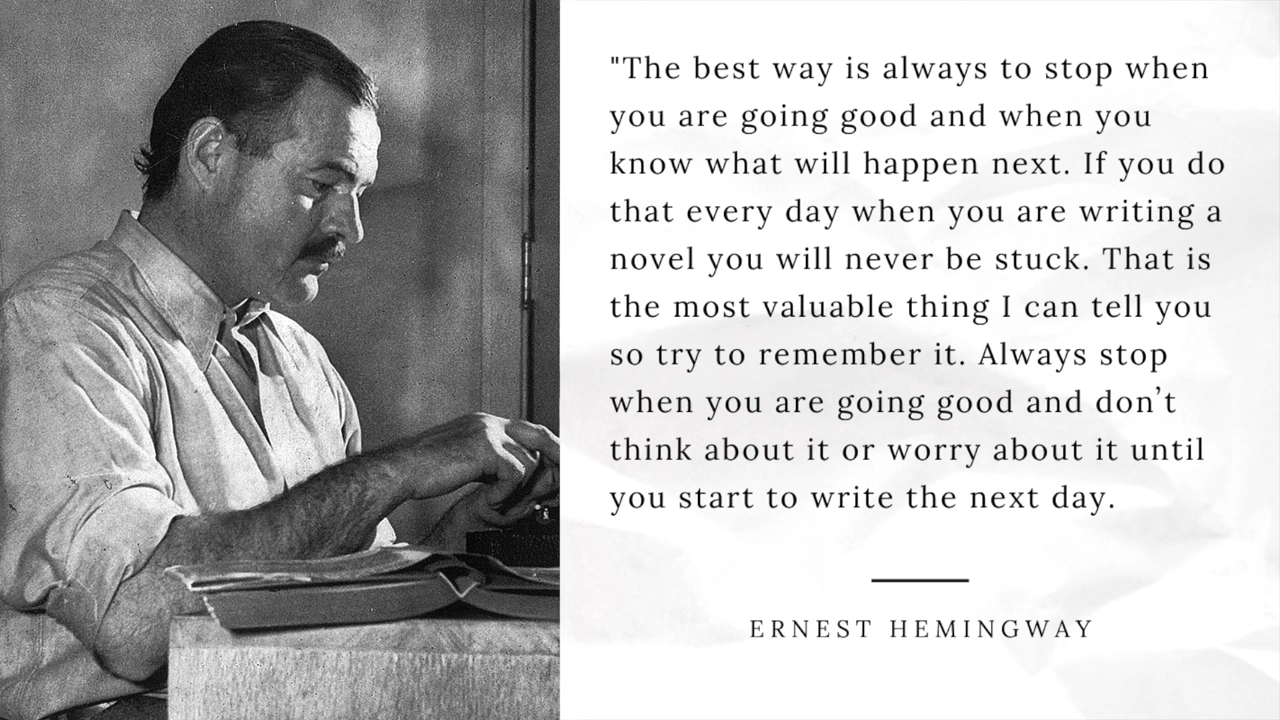 "The best way is always to stop when
you are going good and when you
know what will happen next. If you do
that every day when you are writing a
novel you will never be stuck. That is
the most valuable thing I can tell you
so try to remember it. Always stop
when you are going good and don’t
think about it or worry about it until
you start to write the next day.
ERNEST HEMINGWAY